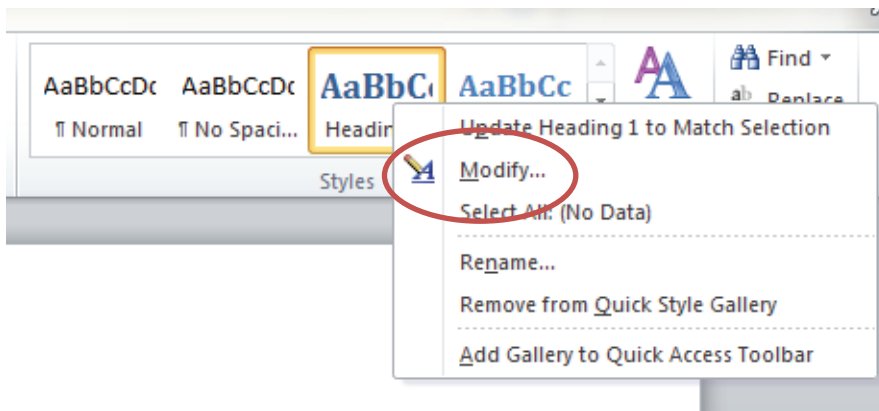 AaBbCcDc AaBbCcDc AaBbC AaBbCc A A Find
¶ Normal ¶ No Spaci... Headin
ab Replace
Styles
Update Heading 1 to Match Selection
Modify...
Select All: (No Data)
Rename...
Remove from Quick Style Gallery
Add Gallery to Quick Access Toolbar